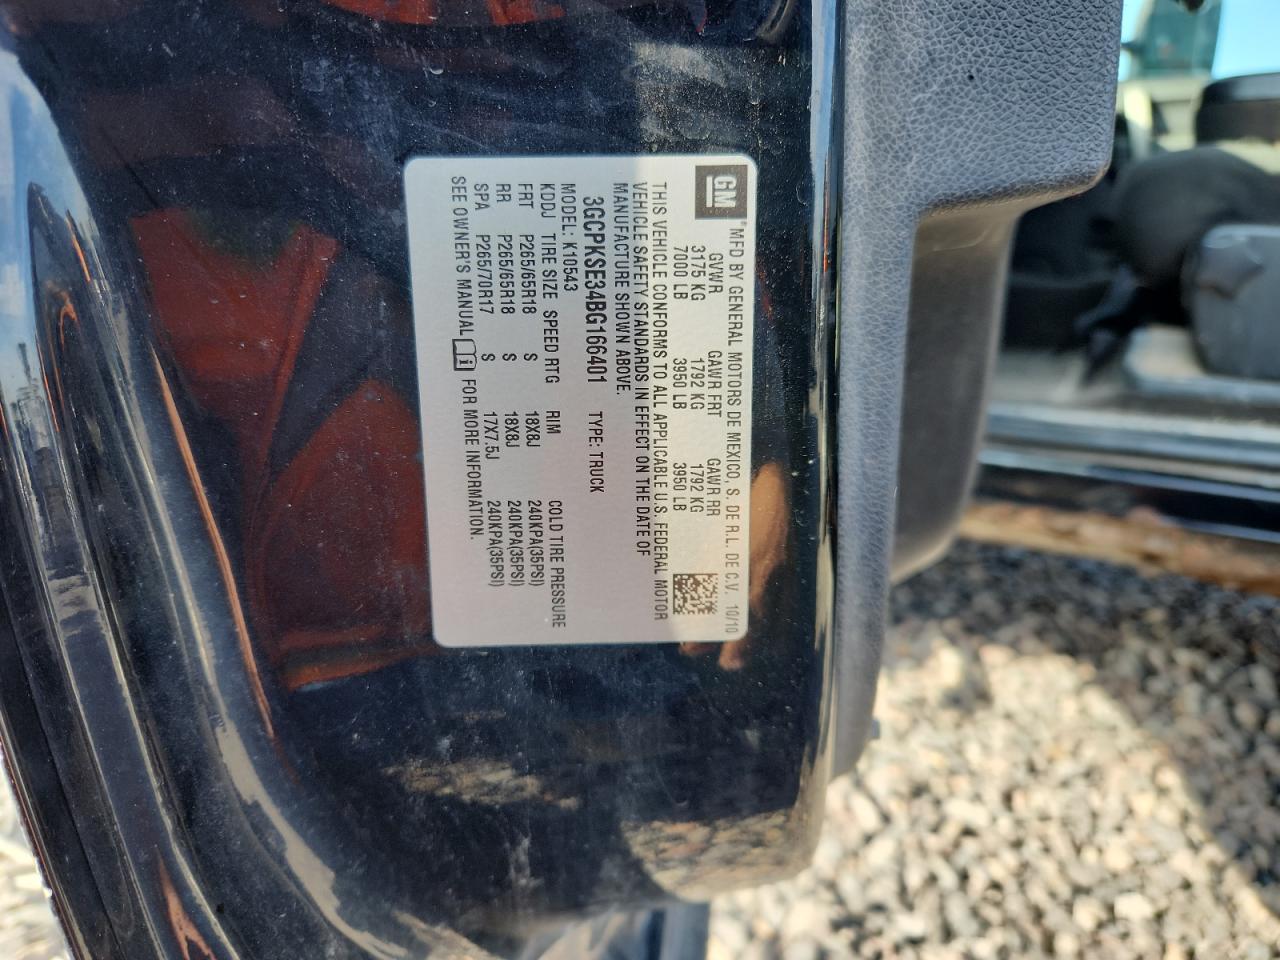 GM ®MFD BY GENERAL MOTORS DE MEXICO, S. DE R.L. DE C.V. 10/10
GVWR GAWR FRT GAWR RR
3175 KG 1792 KG 1792 KG
7000 LB 3950 LB 3950 LB
THIS VEHICLE CONFORMS TO ALL APPLICABLE U.S. FEDERAL MOTOR
VEHICLE SAFETY STANDARDS IN EFFECT ON THE DATE OF
MANUFACTURE SHOWN ABOVE.
3GCPKSE34BG166401 TYPE: TRUCK
MODEL: K10543
KDDJ TIRE SIZE SPEED RTG RIM COLD TIRE PRESSURE
FRT P265/65R18 S 18X8J 240KPA(35PSI)
RR P265/65R18 S 18X8J 240KPA(35PSI)
SPA P265/70R17 S 17X7.5J 240KPA(35PSI)
SEE OWNER'S MANUAL i FOR MORE INFORMATION.